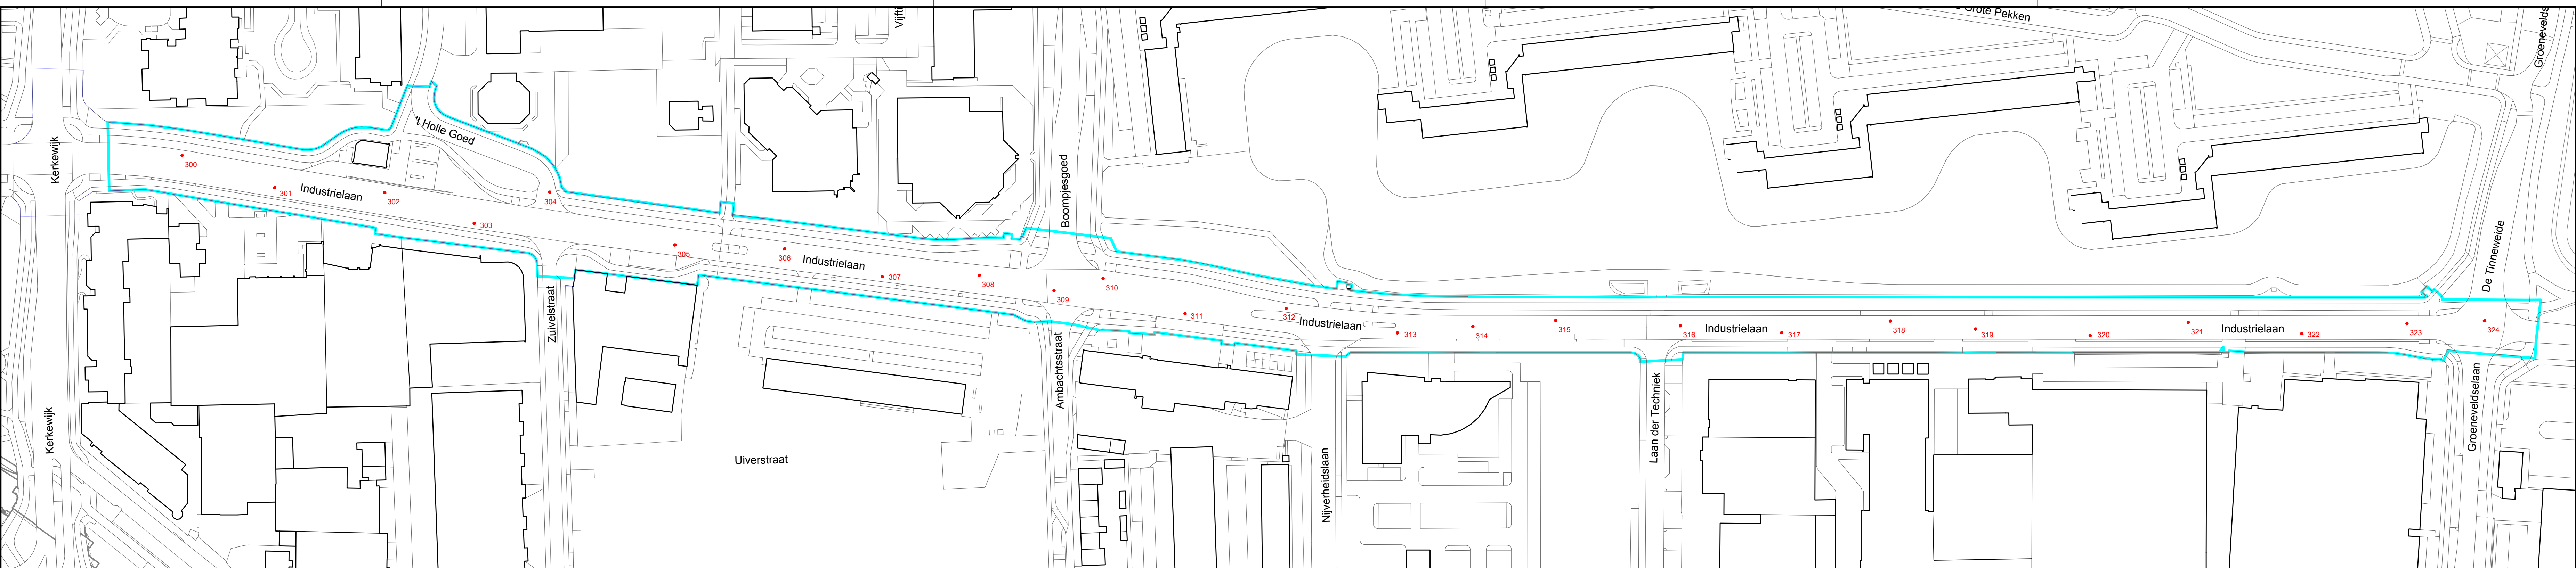 Vijfti
Grote Pekken
Groenevelds
Kerkewijk
't Holle Goed
Boompjesgoed
De Tinneweide
300
301
Industrielaan
302
303
304
305
306
Industrielaan
307
308
309
310
311
312
Industrielaan
313
314
315
316
Industrielaan
317
318
319
320
321
Industrielaan
322
323
324
Zuivelstraat
Ambachtsstraat
Kerkewijk
Uiverstraat
Nijverheidslaan
Laan der Techniek
Groeneveldselaan